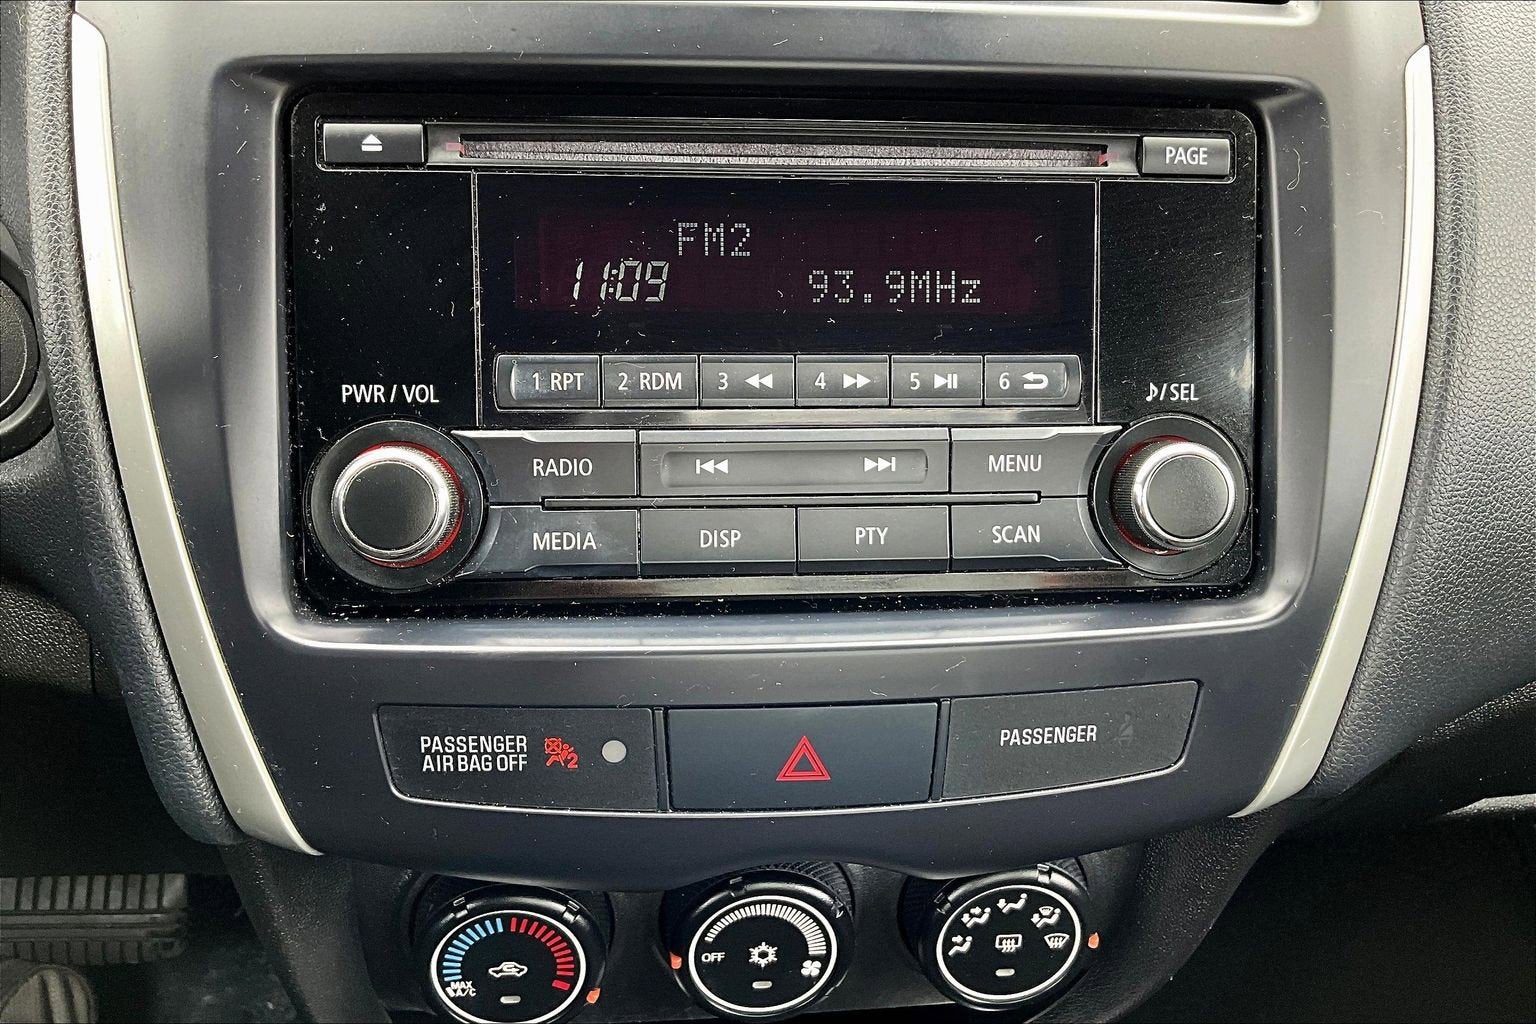 PAGE
FM2
11:09 93.9MHz
1 RPT 2 RDM 3 4 5 6
PWR / VOL
/SEL
RADIO
MENU
MEDIA
DISP
PTY
SCAN
PASSENGER
AIR BAG OFF
2
PASSENGER
MAX
A/C
OFF